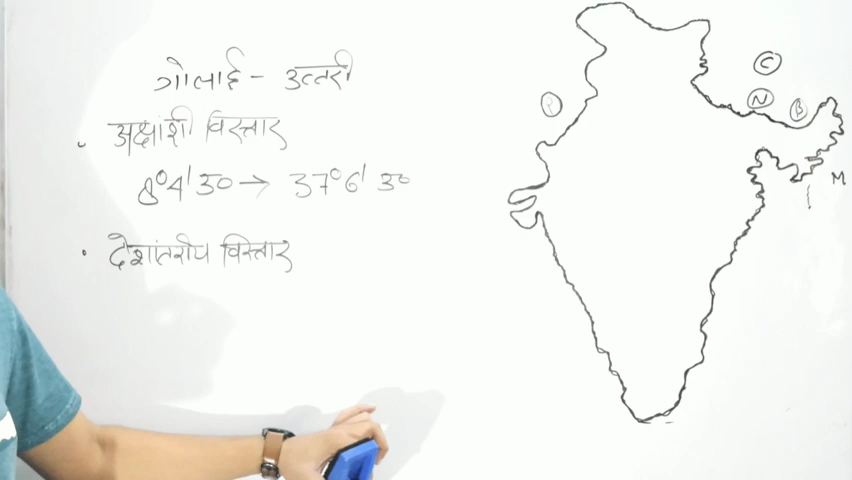 गोलार्द्ध - उत्तरी
· अक्षांशी विस्तार
8°4' 30 → 37°6' 30
· देशांतरीय विस्तार
C
P
N
B
M